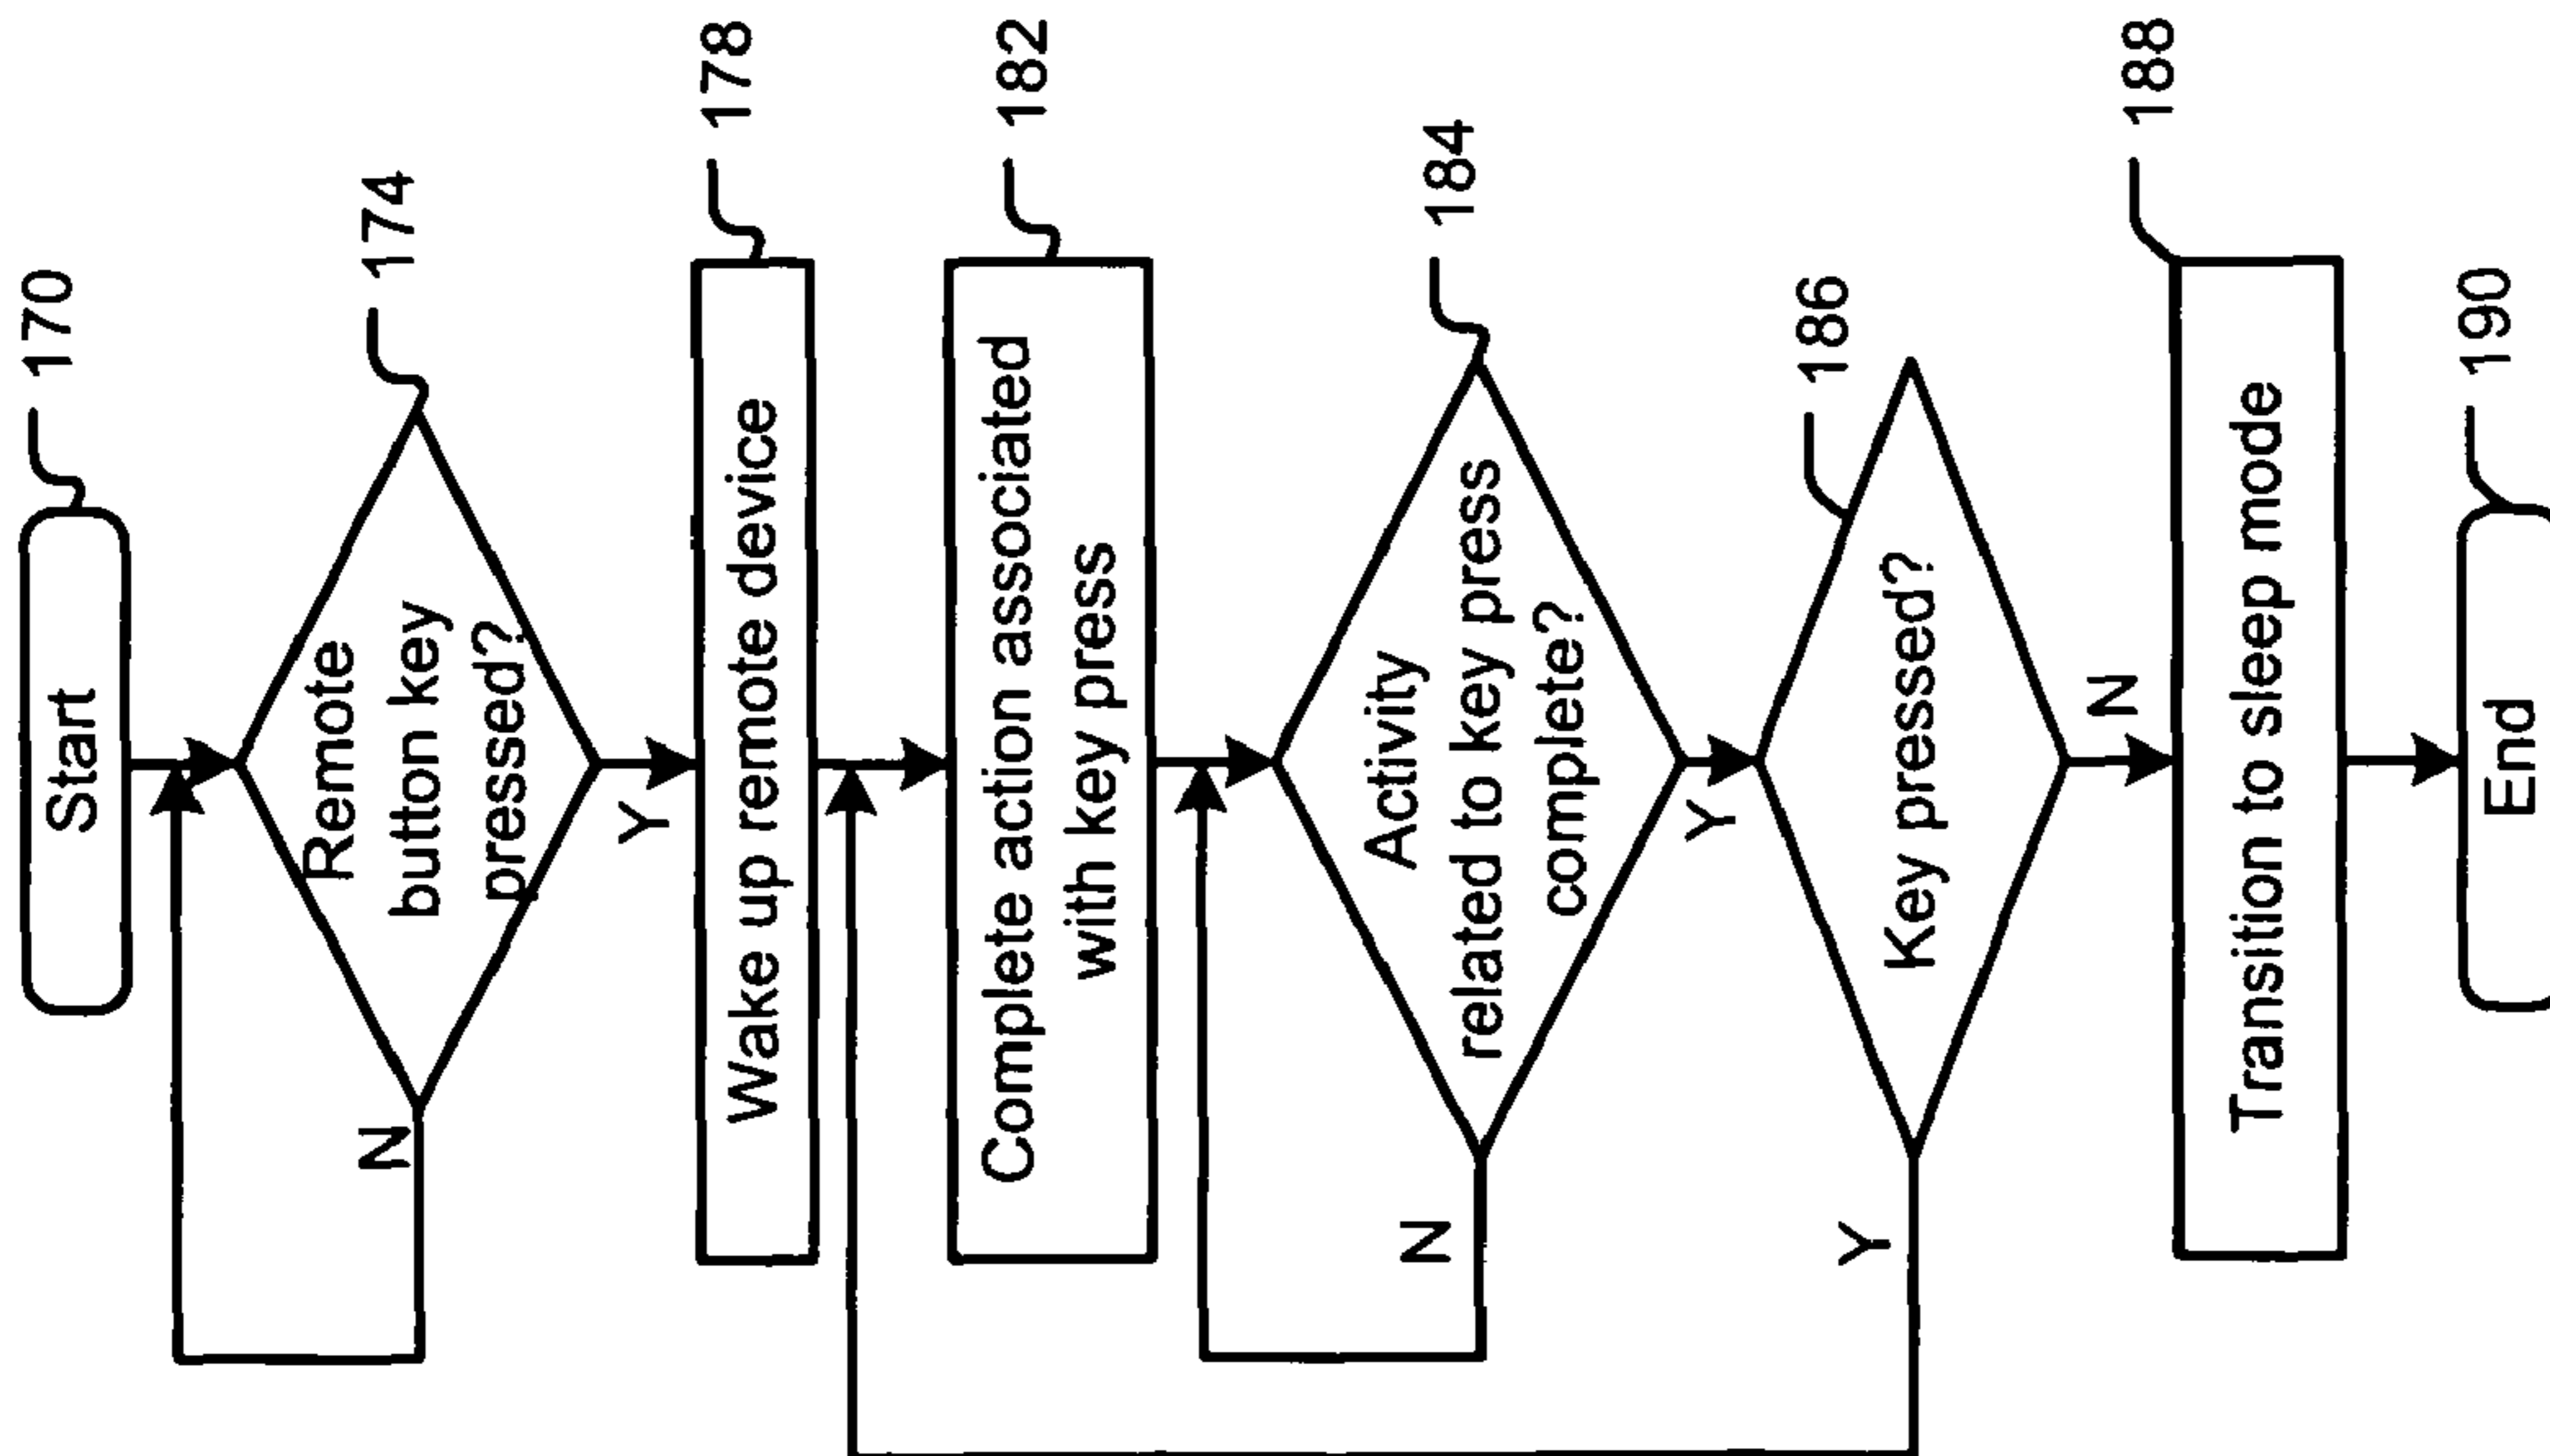 Start
170
Remote
button key
pressed?
174
N
Y
Wake up remote device
178
Complete action associated
with key press
182
Activity
related to key press
complete?
184
N
Y
Key pressed?
186
Y
N
Transition to sleep mode
188
End
190